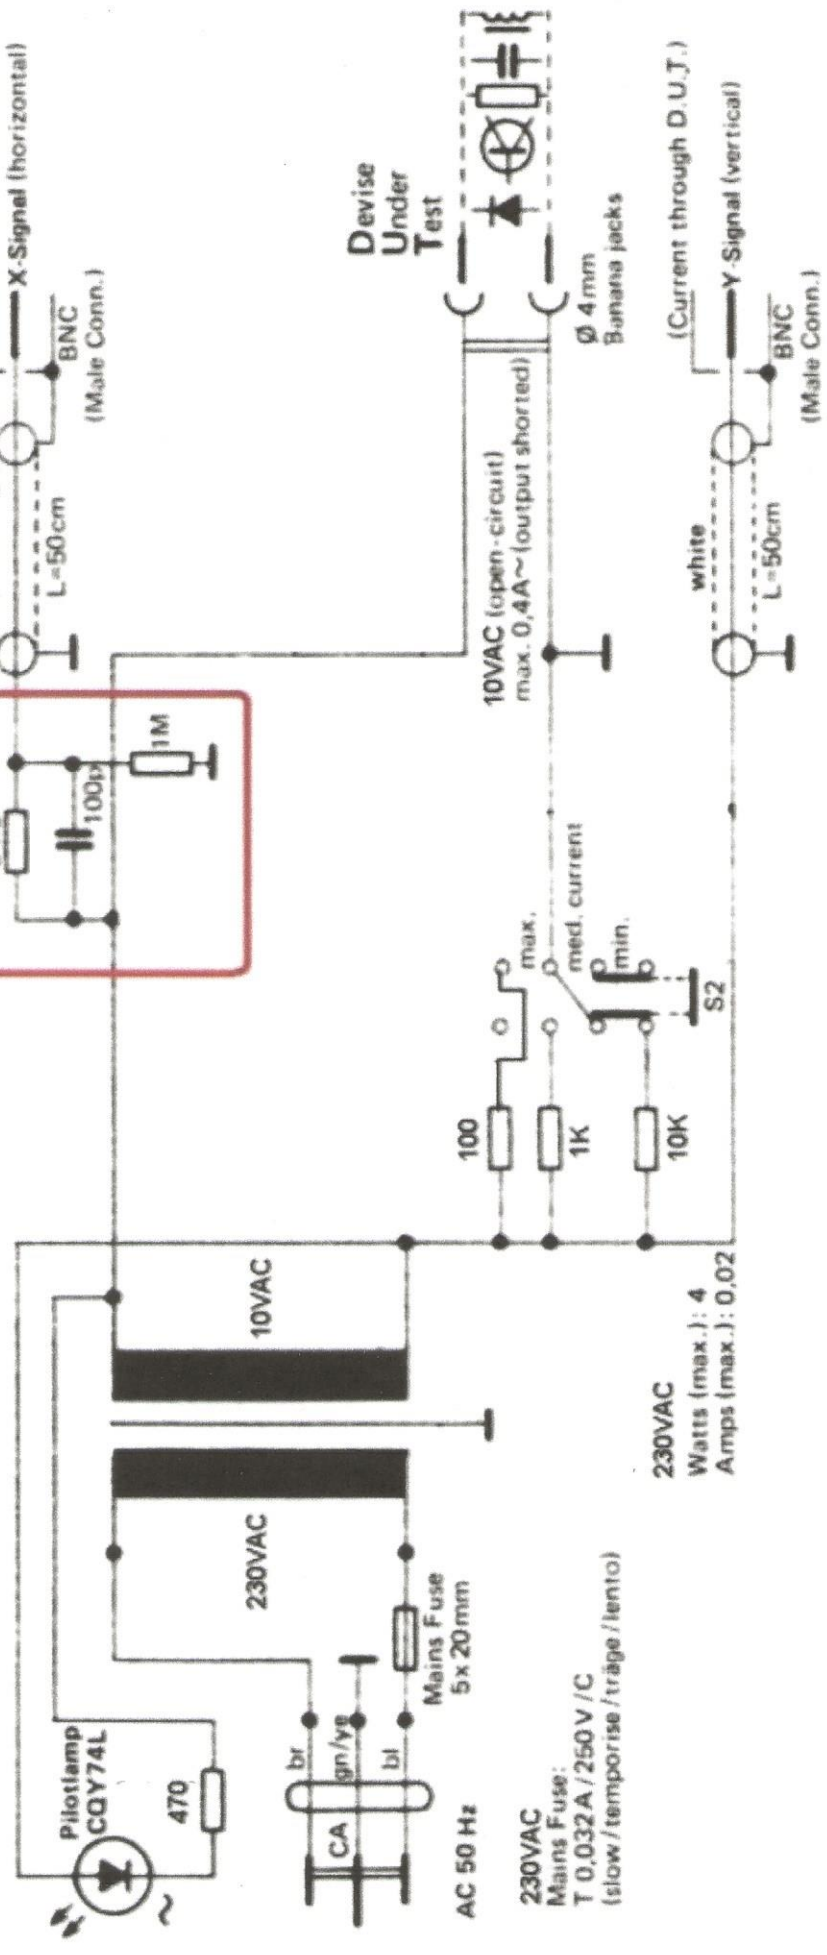 X-Signal (horizontal)
BNC
(Male Conn.)
L=50cm
1M
100p
Devise
Under
Test
Ø 4mm
Banana jacks
10VAC (open-circuit)
max. 0,4A~(output shorted)
(Current through D.U.T.)
Y-Signal (vertical)
BNC
(Male Conn.)
white
L=50cm
max.
med. current
min.
S2
100
1K
10K
10VAC
230VAC
230VAC
Watts (max.): 4
Amps (max.): 0,02
Mains Fuse
5x20mm
Pilotlamp
CQY74L
470
~
br
gn/ye
bl
CA
AC 50 Hz
230VAC
Mains Fuse:
T 0,032A/250V/C
(slow/temporise/träge/lento)